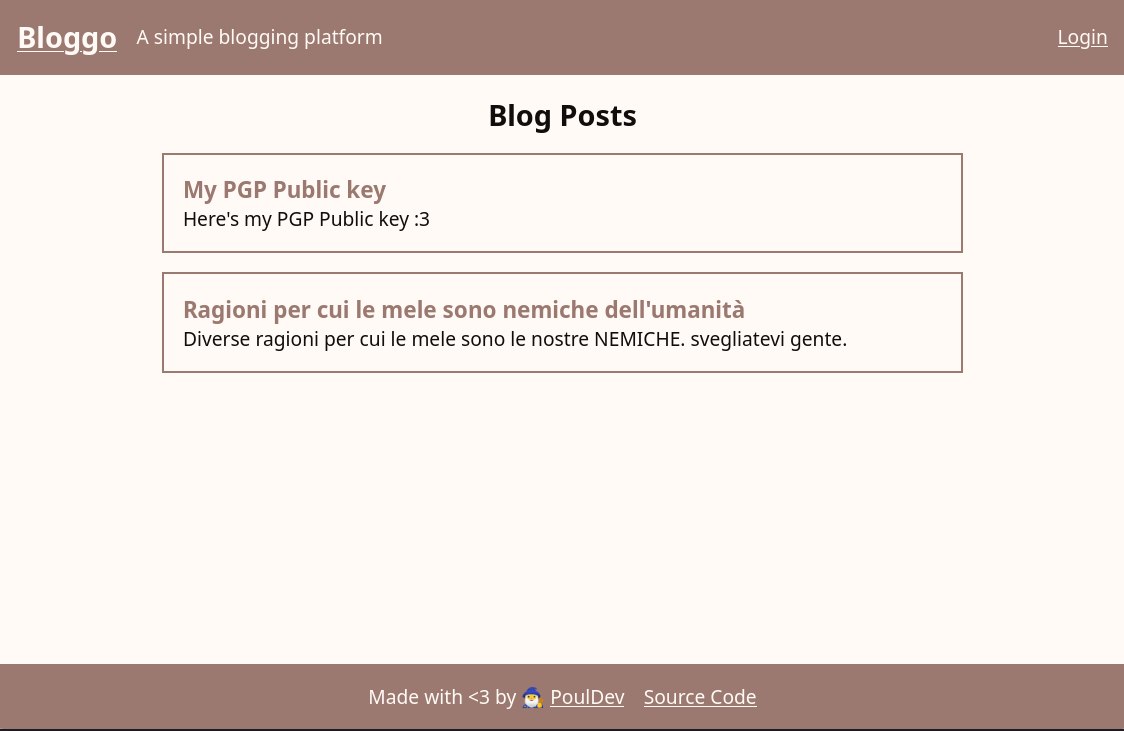 Bloggo A simple blogging platform Login
Blog Posts
My PGP Public key
Here's my PGP Public key :3
Ragioni per cui le mele sono nemiche dell'umanità
Diverse ragioni per cui le mele sono le nostre NEMICHE. svegliatevi gente.
Made with <3 by PoulDev Source Code